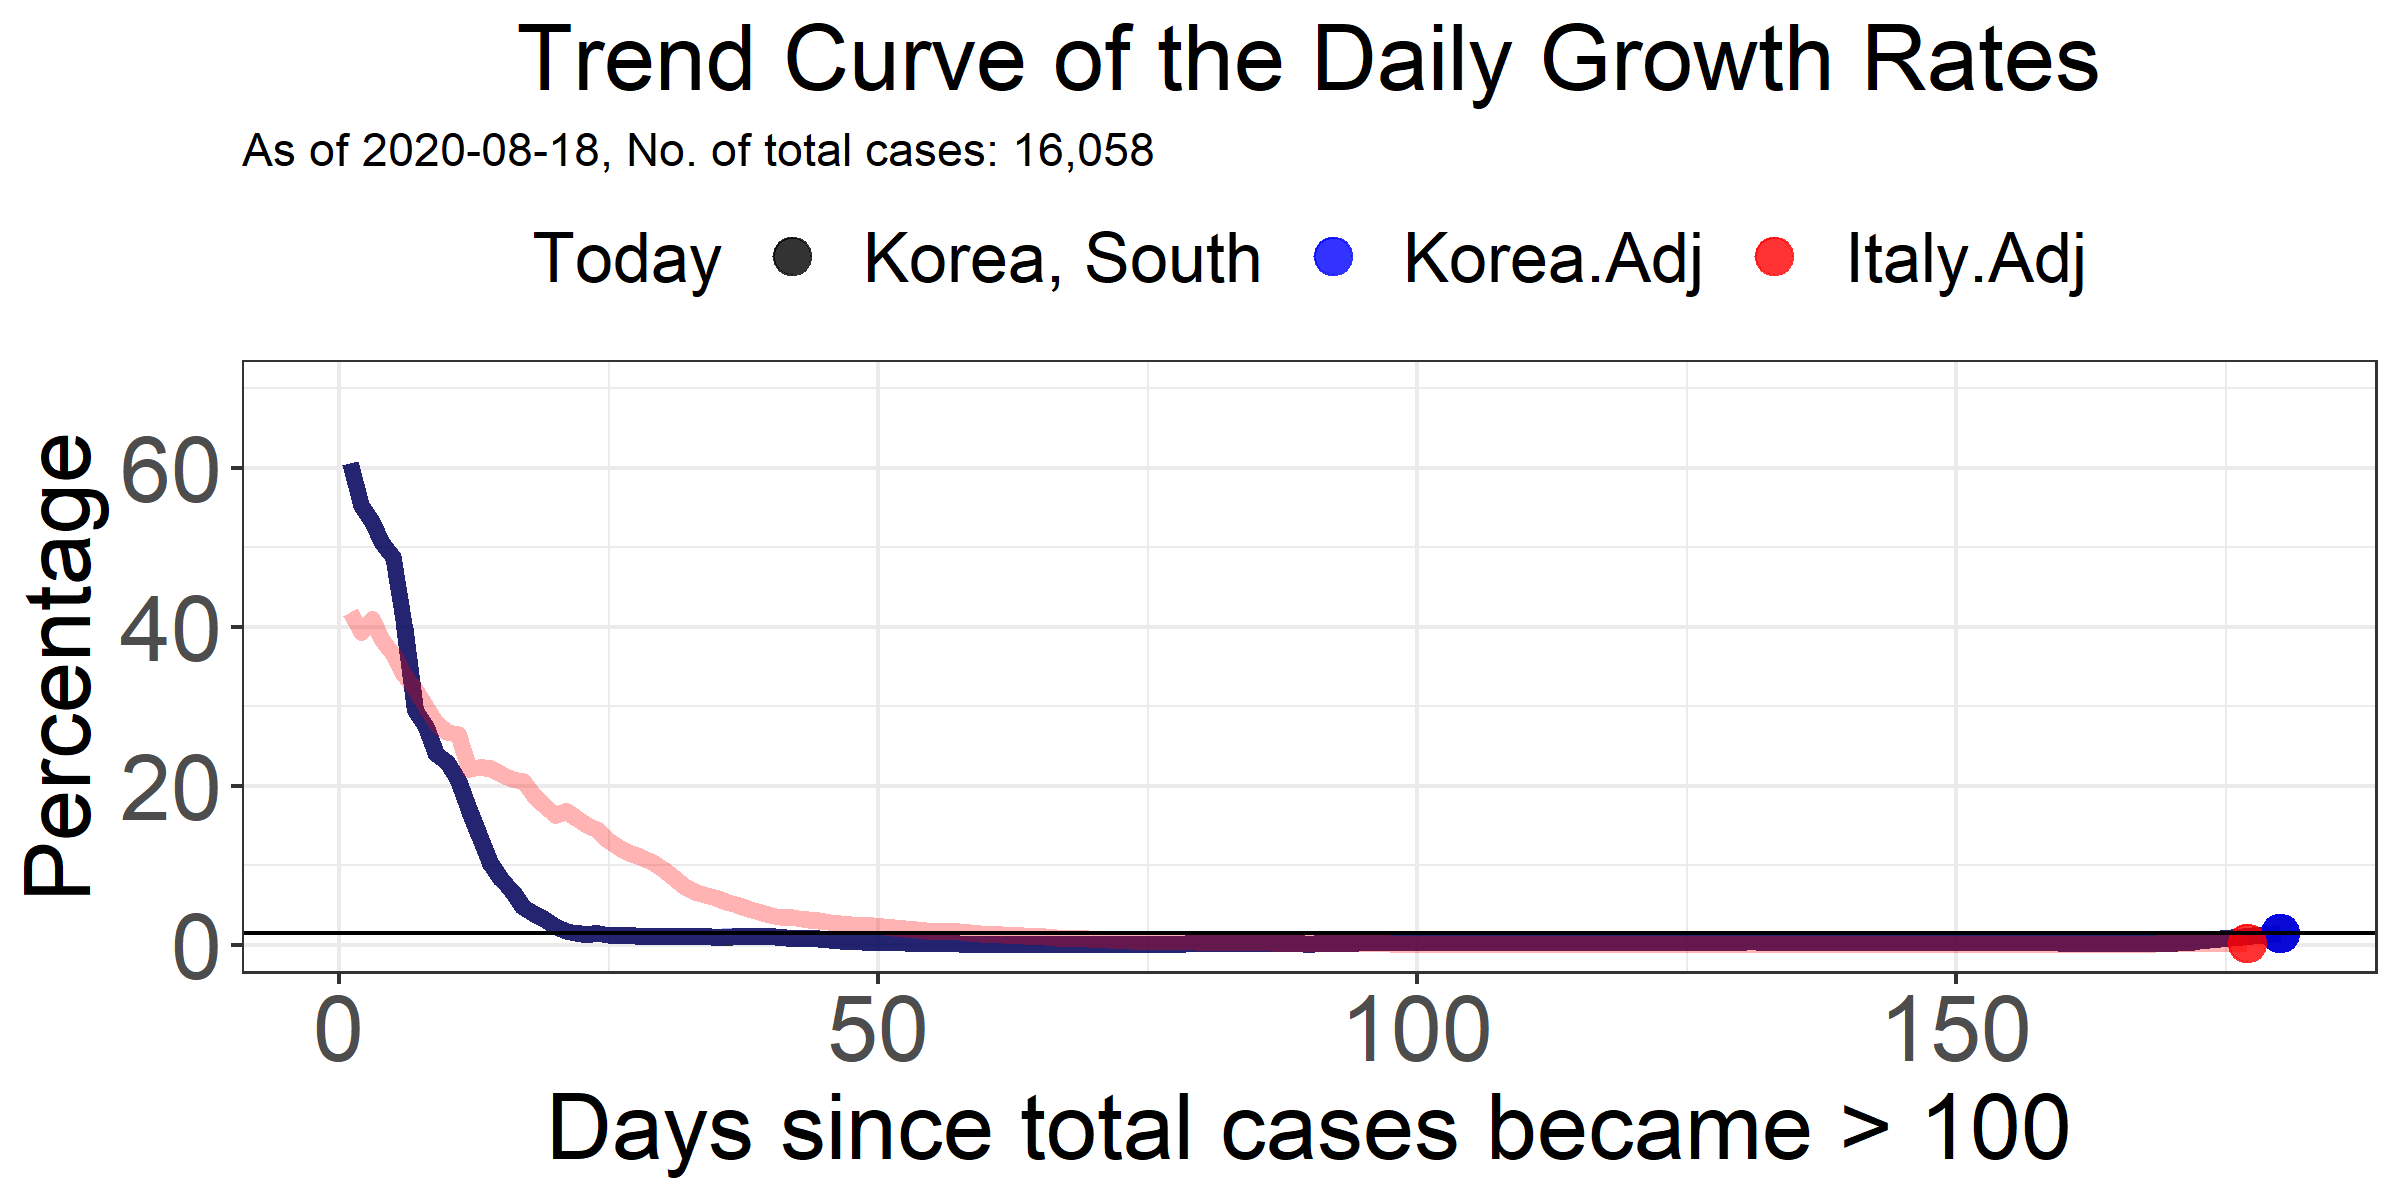 Trend Curve of the Daily Growth Rates
As of 2020-08-18, No. of total cases: 16,058
Today Korea, South Korea.Adj Italy.Adj
Percentage
60
40
20
0
0 50 100 150
Days since total cases became > 100